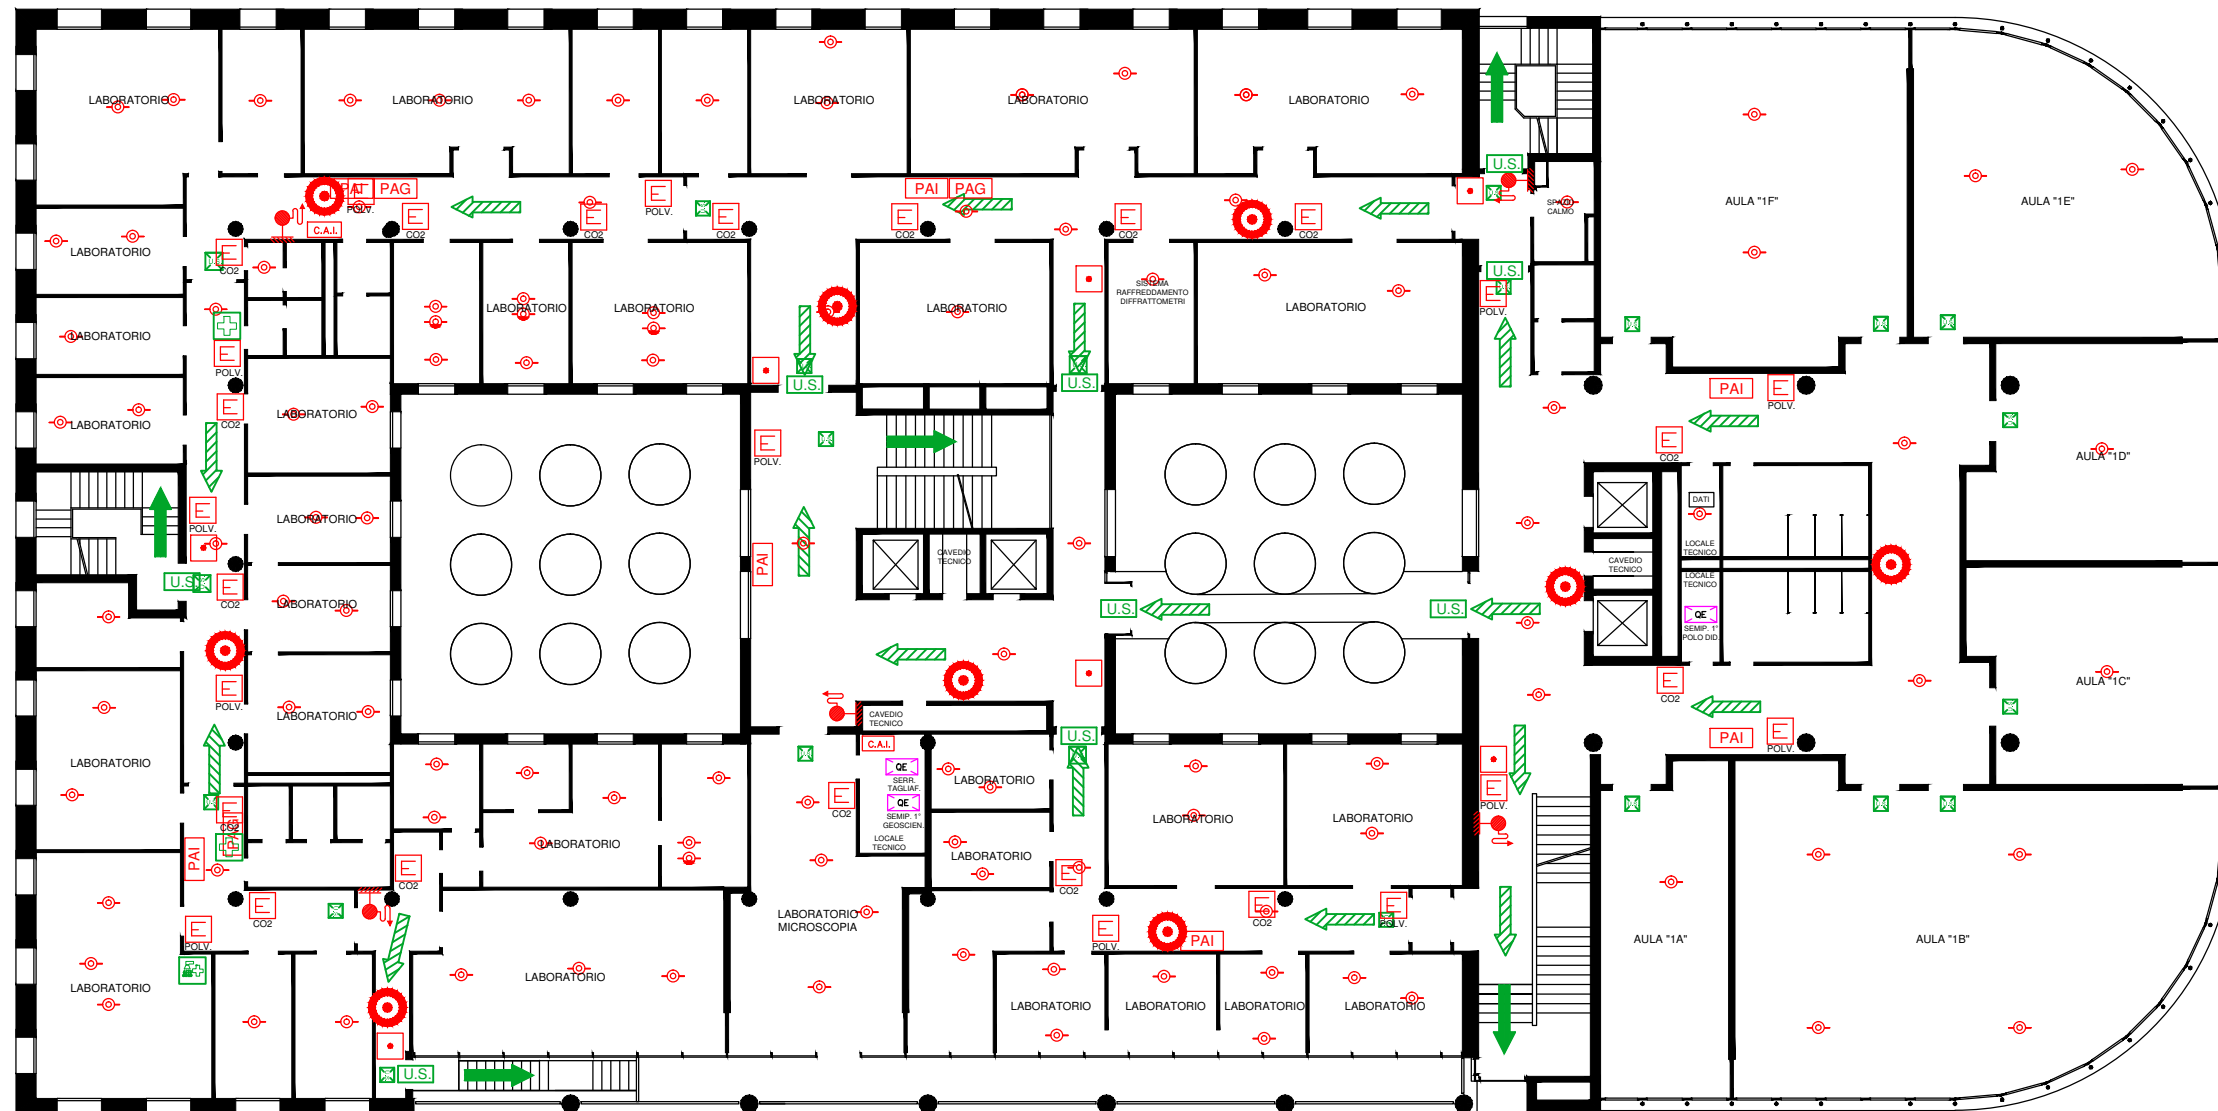 LABORATORIO
LABORATORIO
LABORATORIO
LABORATORIO
LABORATORIO
AULA "1F"
AULA "1E"
U.S.
SPAZIO
CALMO
PAI
E
PAG
POLV.
E
CO2
E
CO2
E
POLV.
E
CO2
PAI
PAG
E
CO2
E
CO2
E
CO2
C.A.I.
LABORATORIO
E
CO2
LABORATORIO
LABORATORIO
LABORATORIO
LABORATORIO
SISTEMA
RAFFREDDAMENTO
DIFFRATTOMETRI
LABORATORIO
U.S.
E
POLV.
LABORATORIO
E
POLV.
U.S.
U.S.
PAI
E
POLV.
LABORATORIO
E
CO2
LABORATORIO
E
POLV.
E
CO2
AULA "1D"
E
POLV.
LABORATORIO
DATI
LOCALE
TECNICO
PAI
CAVEDIO
TECNICO
CAVEDIO
TECNICO
LOCALE
TECNICO
U.S.
E
CO2
LABORATORIO
U.S.
U.S.
QE
SEMIP. 1°
POLO DID.
E
POLV.
LABORATORIO
E
CO2
AULA "1C"
CAVEDIO
TECNICO
C.A.I.
U.S.
PAI
E
POLV.
LABORATORIO
QE
SERR.
TAGLIAF.
QE
SEMIP. 1°
GEOSCIEN.
LOCALE
TECNICO
LABORATORIO
E
CO2
E
POLV.
E
CO2
PAG
PAI
LABORATORIO
LABORATORIO
LABORATORIO
LABORATORIO
E
CO2
E
CO2
E
CO2
E
POLV.
LABORATORIO
MICROSCOPIA
E
POLV.
PAI
E
CO2
E
POLV.
AULA "1A"
AULA "1B"
LABORATORIO
LABORATORIO
LABORATORIO
LABORATORIO
LABORATORIO
LABORATORIO
U.S.